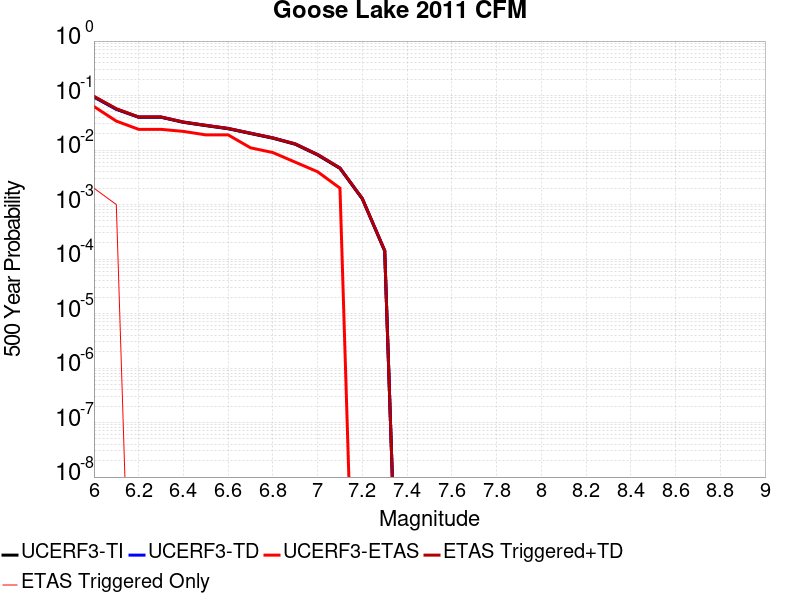 Goose Lake 2011 CFM
10^0
10^-1
10^-2
10^-3
10^-4
10^-5
10^-6
10^-7
10^-8
500 Year Probability
6 6.2 6.4 6.6 6.8 7 7.2 7.4 7.6 7.8 8 8.2 8.4 8.6 8.8 9
Magnitude
UCERF3-TI UCERF3-TD UCERF3-ETAS ETAS Triggered+TD
ETAS Triggered Only